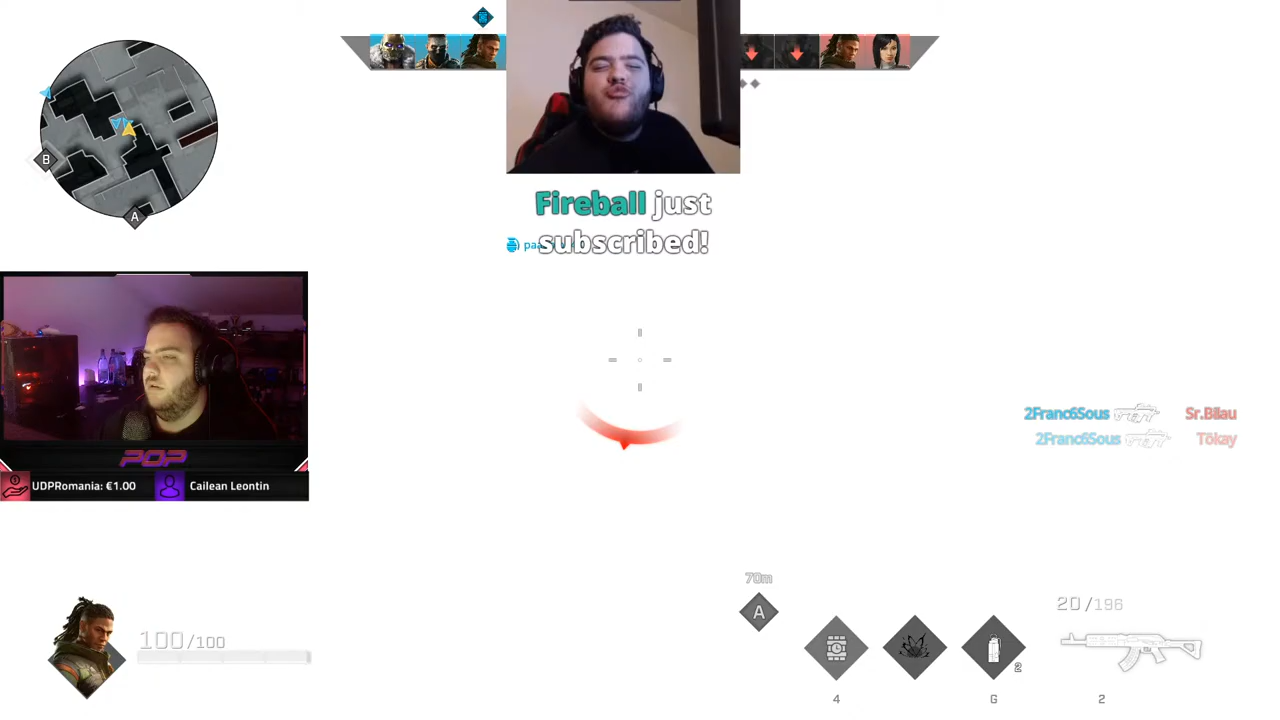 Fireball just
subscribed!
B
A
2Franc6Sous Sr.Bilau
2Franc6Sous Tökay
POP
UDPRomania: €1.00 Cailean Leontin
70m
A
20/196
100/100
2
4 G 2